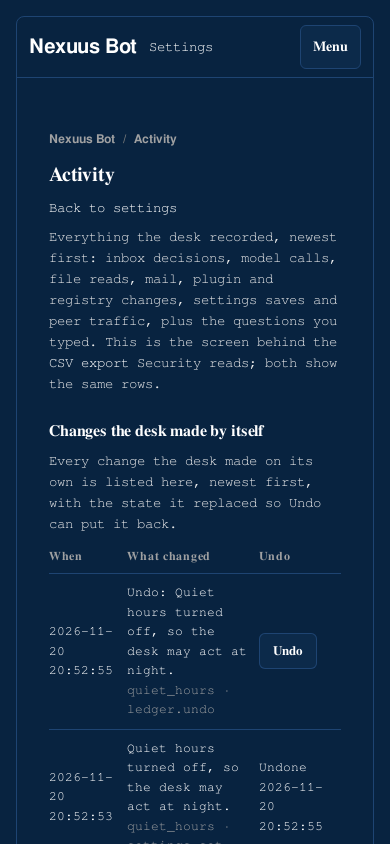 Nexuus Bot Settings Menu
Nexuus Bot / Activity
Activity
Back to settings
Everything the desk recorded, newest
first: inbox decisions, model calls,
file reads, mail, plugin and
registry changes, settings saves and
peer traffic, plus the questions you
typed. This is the screen behind the
CSV export Security reads; both show
the same rows.
Changes the desk made by itself
Every change the desk made on its
own is listed here, newest first,
with the state it replaced so Undo
can put it back.
When What changed Undo
2026-11-
20
20:52:55
Undo: Quiet
hours turned
off, so the
desk may act at
night.
quiet_hours ·
ledger.undo
Undo
2026-11-
20
20:52:53
Quiet hours
turned off, so
the desk may
act at night.
quiet_hours ·
Undone
2026-11-
20
20:52:55